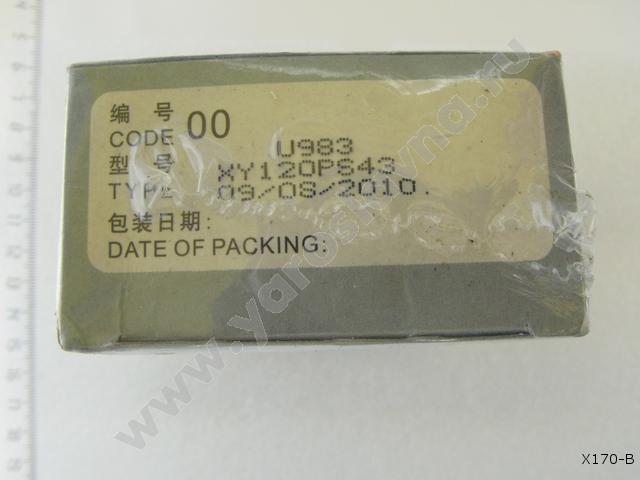 编 号
CODE 00
U983
型 号
XY120PS43
TYPE
09/08/2010.
包装日期:
DATE OF PACKING:
www.yarostavna.ru
X170-B